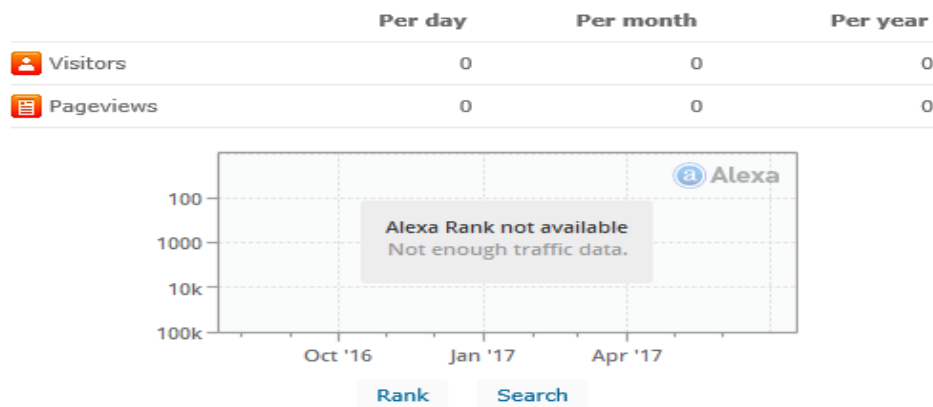 Per day Per month Per year
Visitors 0 0 0
Pageviews 0 0 0
a Alexa
100
Alexa Rank not available
1000
Not enough traffic data.
10k
100k
Oct '16 Jan '17 Apr '17
Rank Search